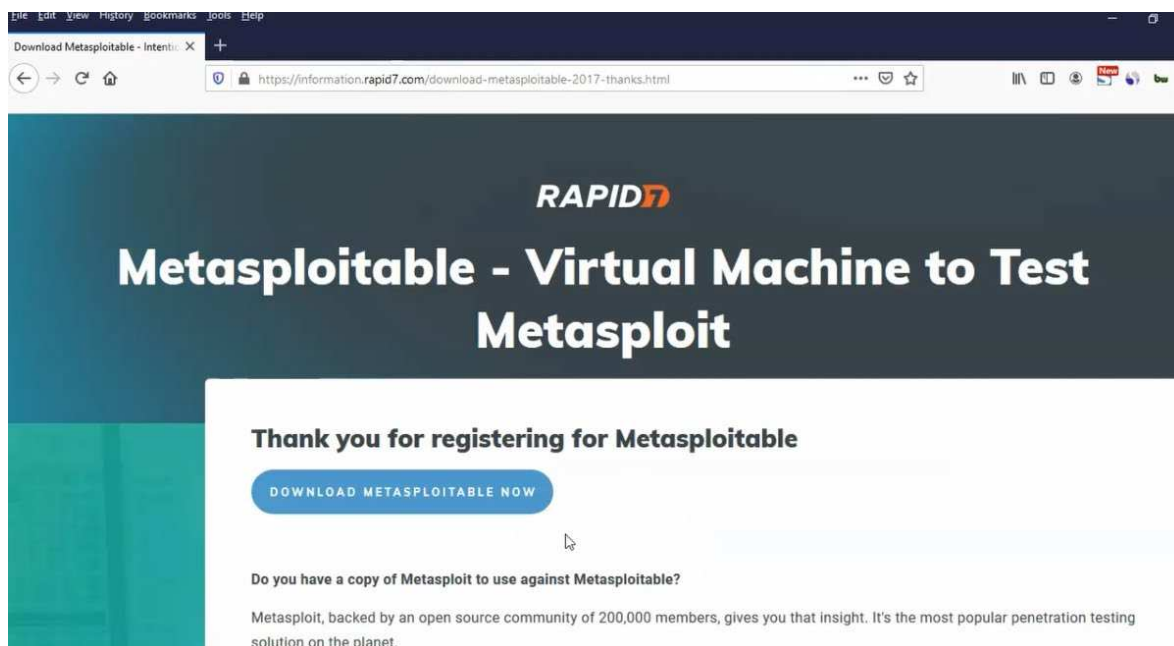 File Edit View History Bookmarks Tools Help
Download Metasploitable - Intentio
https://information.rapid7.com/download-metasploitable-2017-thanks.html
New
bw
RAPID7
Metasploitable - Virtual Machine to Test
Metasploit
Thank you for registering for Metasploitable
DOWNLOAD METASPLOITABLE NOW
Do you have a copy of Metasploit to use against Metasploitable?
Metasploit, backed by an open source community of 200,000 members, gives you that insight. It's the most popular penetration testing
solution on the planet.